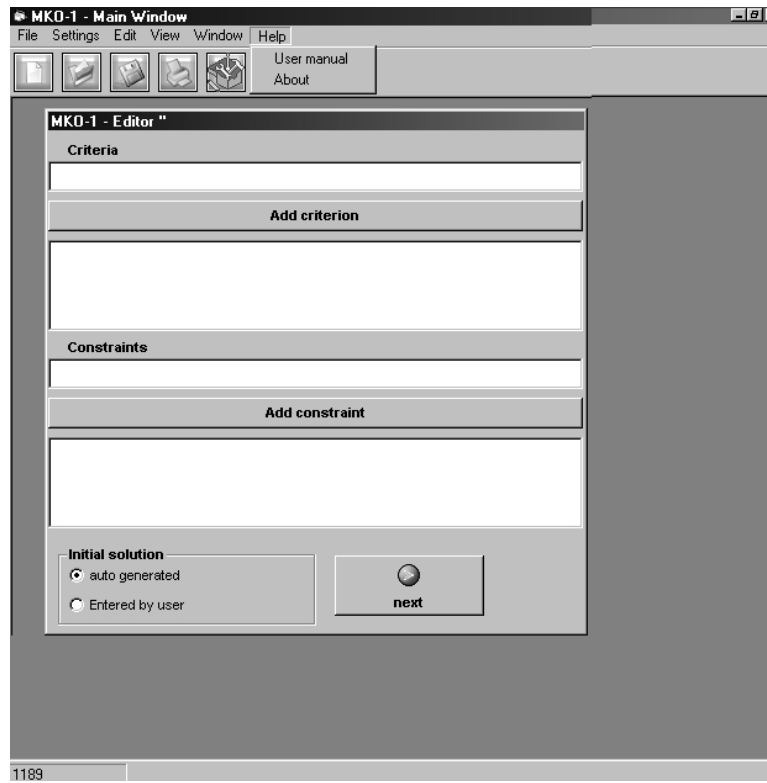 MKO-1 - Main Window
File Settings Edit View Window Help
User manual
About
MKO-1 - Editor "
Criteria
Add criterion
Constraints
Add constraint
Initial solution
auto generated
Entered by user
next
1189